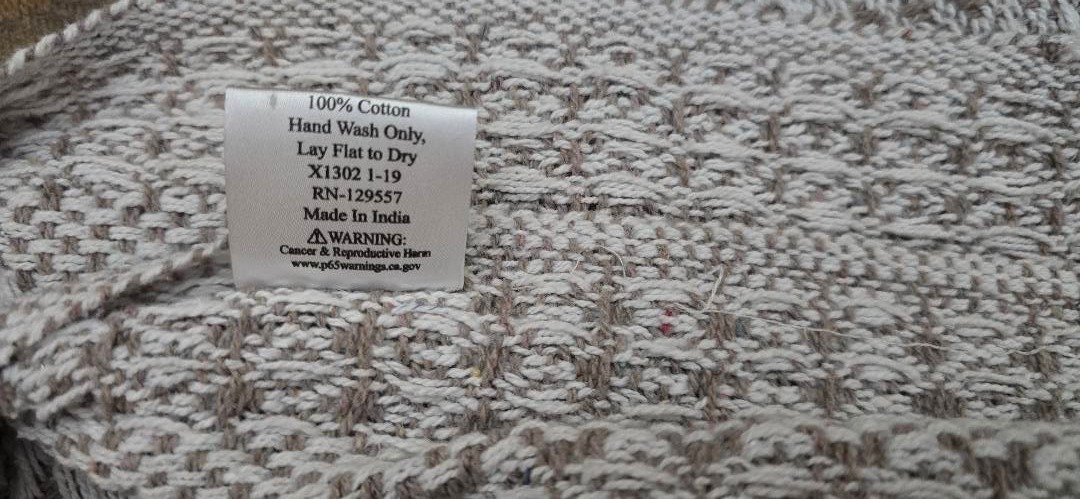 100% Cotton
Hand Wash Only,
Lay Flat to Dry
X1302 1-19
RN-129557
Made In India
⚠WARNING:
Cancer & Reproductive Harm
www.p65warnings.ca.gov